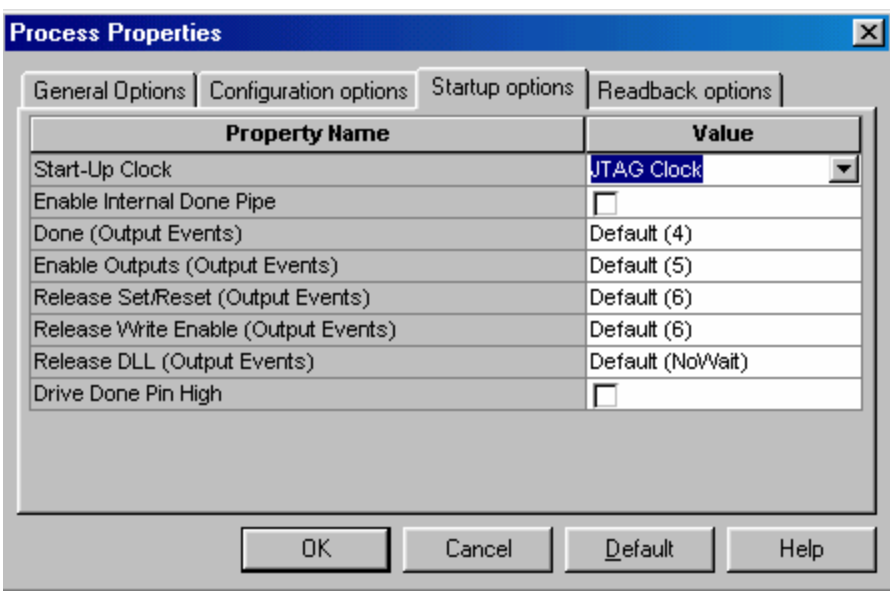 Process Properties
General Options Configuration options Startup options Readback options
Property Name Value
Start-Up Clock JTAG Clock
Enable Internal Done Pipe
Done (Output Events) Default (4)
Enable Outputs (Output Events) Default (5)
Release Set/Reset (Output Events) Default (6)
Release Write Enable (Output Events) Default (6)
Release DLL (Output Events) Default (NoWait)
Drive Done Pin High
OK Cancel Default Help